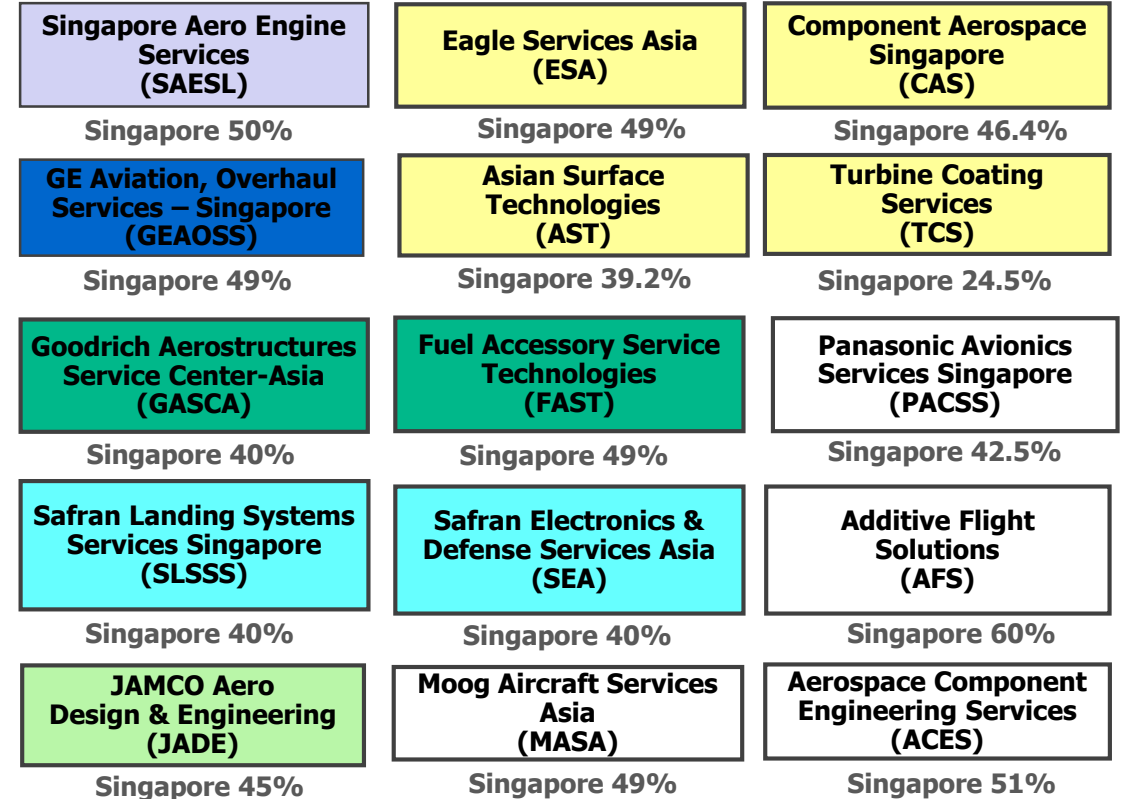 Singapore Aero Engine
Services
(SAESL)
Singapore 50%
Eagle Services Asia
(ESA)
Singapore 49%
Component Aerospace
Singapore
(CAS)
Singapore 46.4%
GE Aviation, Overhaul
Services – Singapore
(GEAOSS)
Singapore 49%
Asian Surface
Technologies
(AST)
Singapore 39.2%
Turbine Coating
Services
(TCS)
Singapore 24.5%
Goodrich Aerostructures
Service Center-Asia
(GASCA)
Singapore 40%
Fuel Accessory Service
Technologies
(FAST)
Singapore 49%
Panasonic Avionics
Services Singapore
(PACSS)
Singapore 42.5%
Safran Landing Systems
Services Singapore
(SLSSS)
Singapore 40%
Safran Electronics &
Defense Services Asia
(SEA)
Singapore 40%
Additive Flight
Solutions
(AFS)
Singapore 60%
JAMCO Aero
Design & Engineering
(JADE)
Singapore 45%
Moog Aircraft Services
Asia
(MASA)
Singapore 49%
Aerospace Component
Engineering Services
(ACES)
Singapore 51%